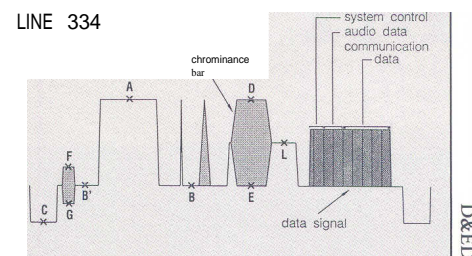 LINE 334
system control
audio data
communication
data
chrominance
bar
A
D
F
B'
B
E
L
C
G
data signal
D&EL